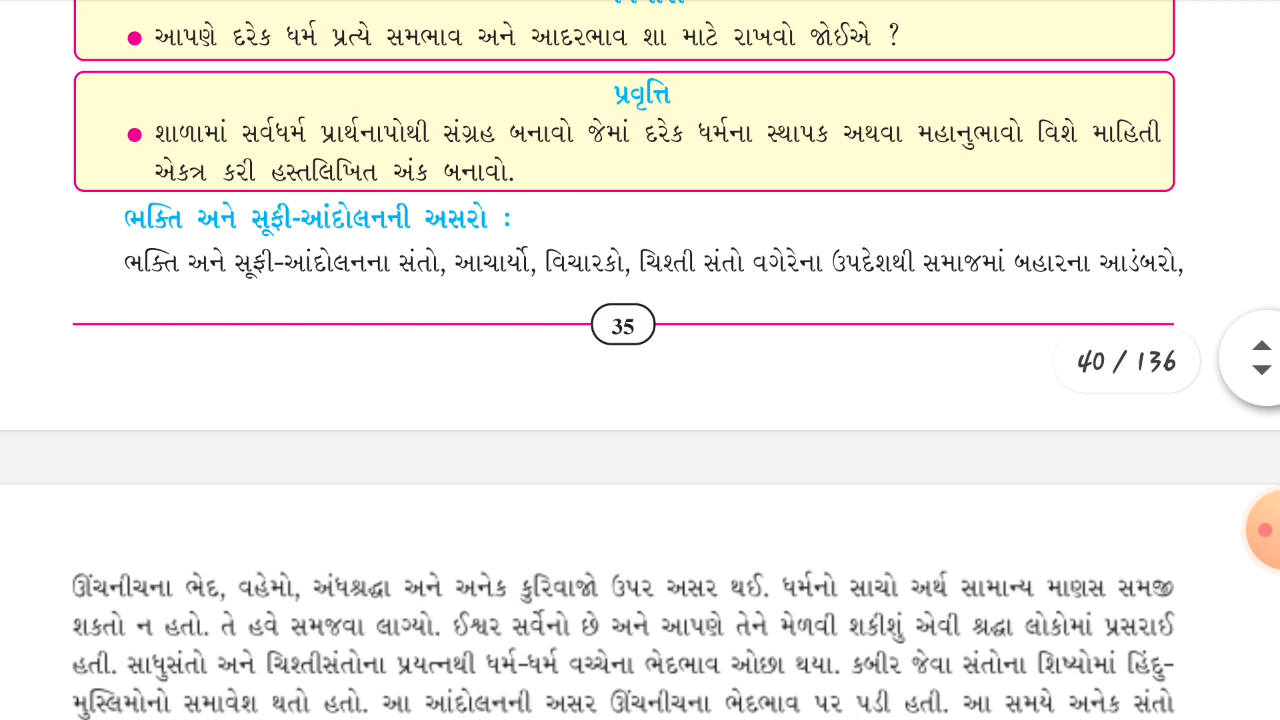 આપણે દરેક ધર્મ પ્રત્યે સમભાવ અને આદરભાવ શા માટે રાખવો જોઈએ ?
પ્રવૃત્તિ
શાળામાં સર્વધર્મ પ્રાર્થનાપોથી સંગ્રહ બનાવો જેમાં દરેક ધર્મના સ્થાપક અથવા મહાનુભાવો વિશે માહિતી
એકત્ર કરી હસ્તલિખિત અંક બનાવો.
ભક્તિ અને સૂફી-આંદોલનની અસરો :
ભક્તિ અને સૂફી-આંદોલનના સંતો, આચાર્યો, વિચારકો, ચિશ્તી સંતો વગેરેના ઉપદેશથી સમાજમાં બહારના આડંબરો,
35
40 / 136
ઊંચનીચના ભેદ, વહેમો, અંધશ્રદ્ધા અને અનેક કુરિવાજો ઉપર અસર થઈ. ધર્મનો સાચો અર્થ સામાન્ય માણસ સમજી
શકતો ન હતો. તે હવે સમજવા લાગ્યો. ઈશ્વર સર્વેનો છે અને આપણે તેને મેળવી શકીશું એવી શ્રદ્ધા લોકોમાં પ્રસરાઈ
હતી. સાધુસંતો અને ચિશ્તીસંતોના પ્રયત્નથી ધર્મ-ધર્મ વચ્ચેના ભેદભાવ ઓછા થયા. કબીર જેવા સંતોના શિષ્યોમાં હિંદુ-
મુસ્લિમોનો સમાવેશ થતો હતો. આ આંદોલનની અસર ઊંચનીચના ભેદભાવ પર પડી હતી. આ સમયે અનેક સંતો